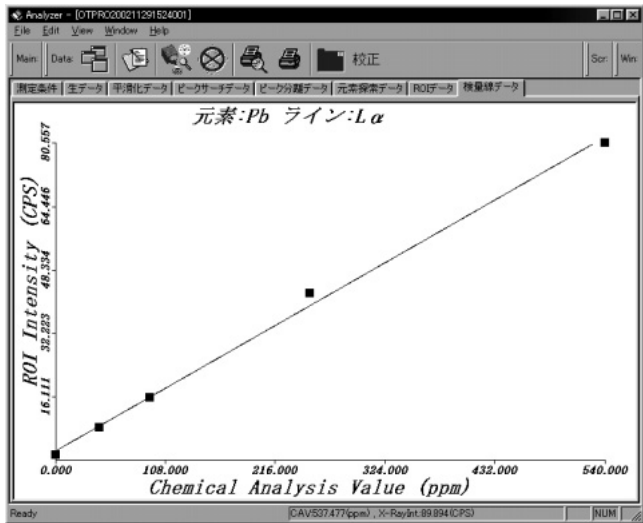 Analyzer - [OTPRO200211291524001]
File Edit View Window Help
Main: Data: 校正 Scr: Win:
測定条件 生データ 平滑化データ ピークサーチデータ ピーク分離データ 元素探索データ ROIデータ 検量線データ
元素:Pb ライン:Lα
80.557
64.446
48.334
32.223
16.111
ROI Intensity (CPS)
0.000 108.000 216.000 324.000 432.000 540.000
Chemical Analysis Value (ppm)
Ready CAV:537.477(ppm) , X-RayInt:89.894(CPS) NUM